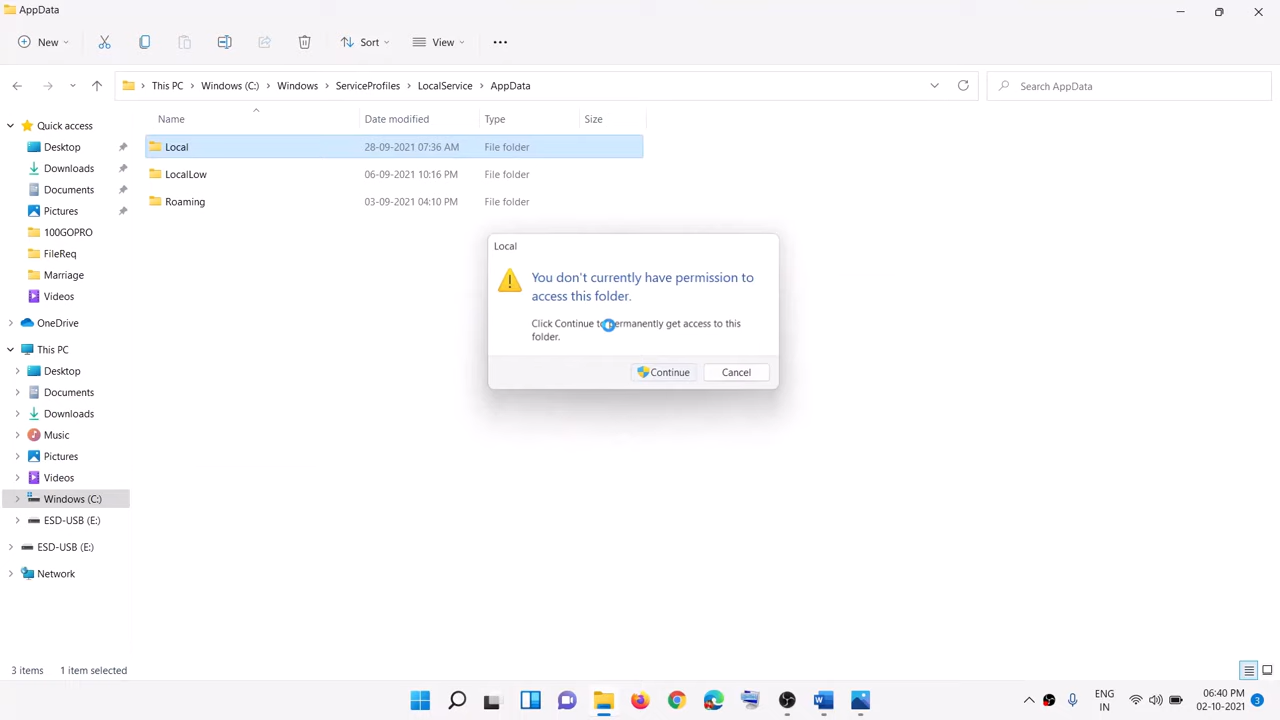 AppData
New
Sort
View
This PC > Windows (C:) > Windows > ServiceProfiles > LocalService > AppData
Search AppData
Name Date modified Type Size
Local 28-09-2021 07:36 AM File folder
LocalLow 06-09-2021 10:16 PM File folder
Roaming 03-09-2021 04:10 PM File folder
Quick access
Desktop
Downloads
Documents
Pictures
100GOPRO
FileReq
Marriage
Videos
OneDrive
This PC
Desktop
Documents
Downloads
Music
Pictures
Videos
Windows (C:)
ESD-USB (E:)
ESD-USB (E:)
Network
Local
You don't currently have permission to
access this folder.
Click Continue to permanently get access to this
folder.
Continue
Cancel
3 items 1 item selected
ENG
IN
06:40 PM
02-10-2021
3